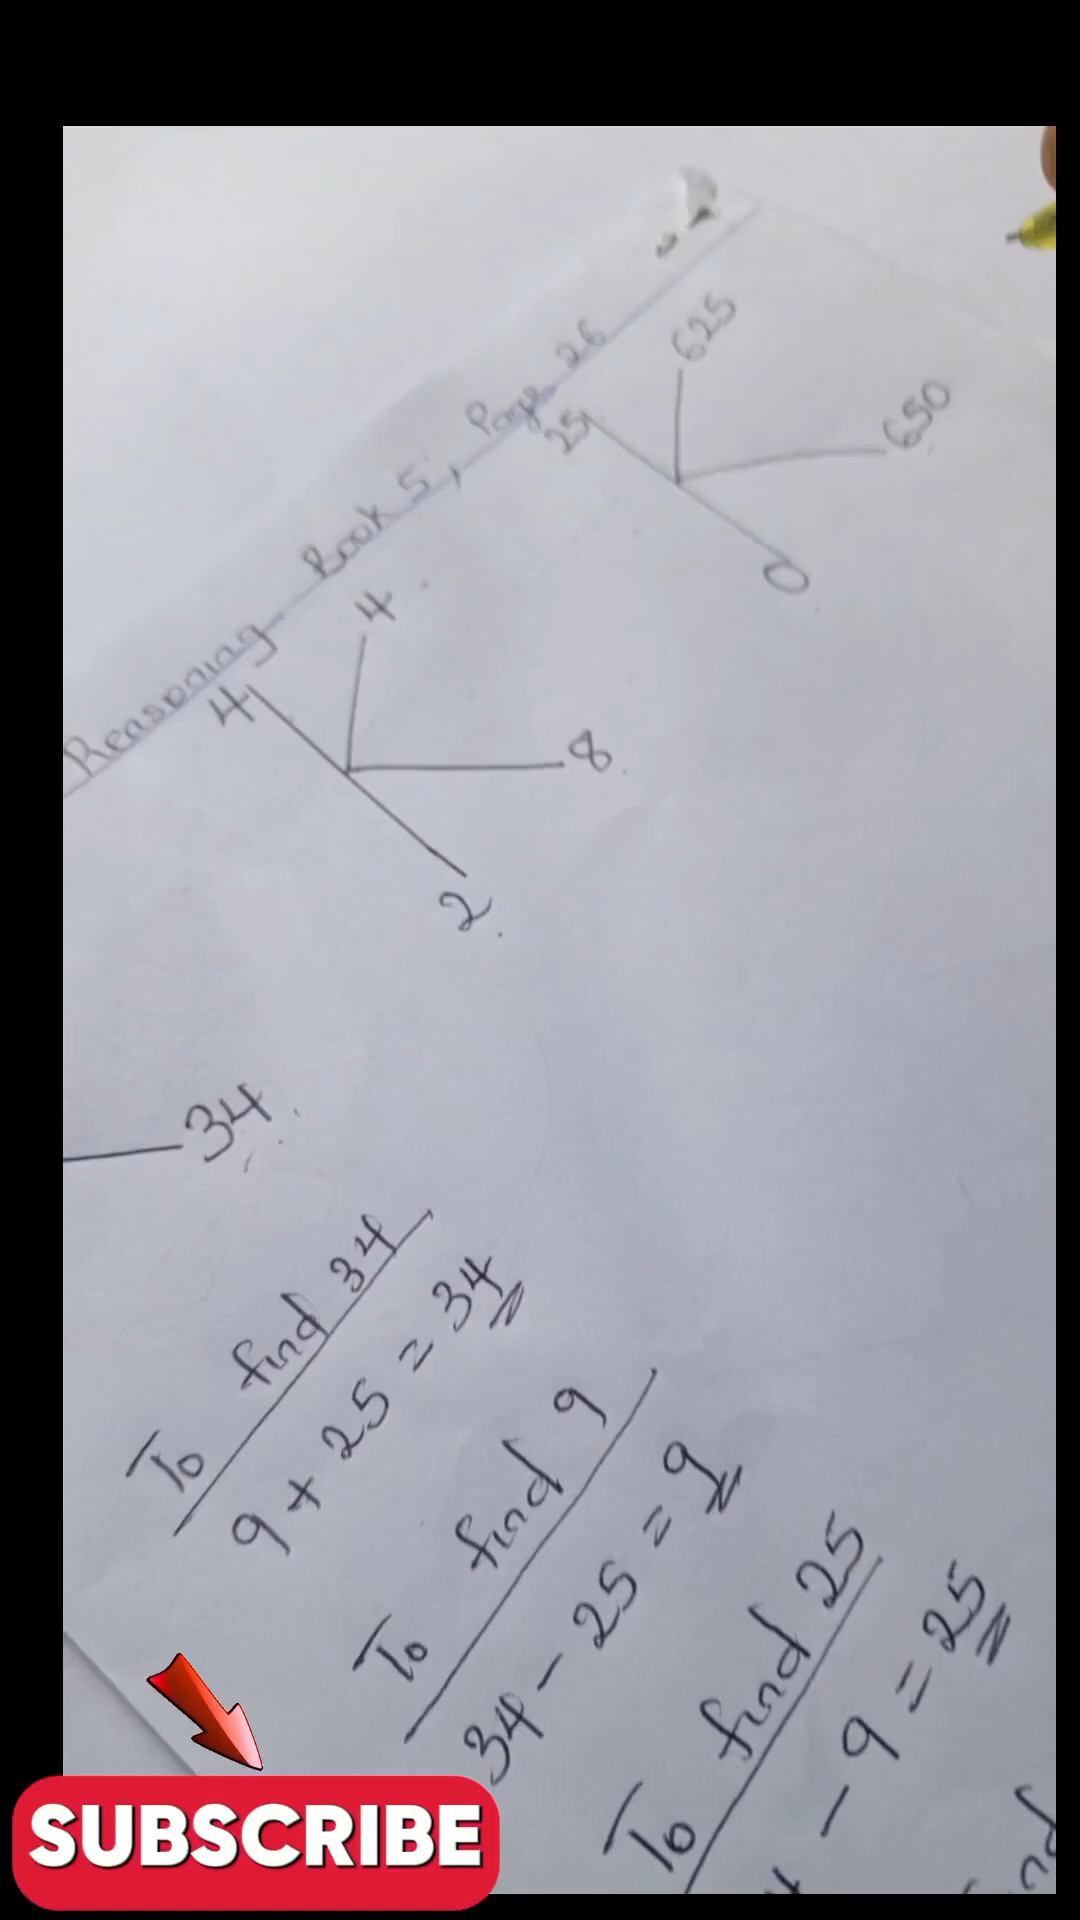 Reasoning Book 5, Page 26
25
625
650
0
4
4
8
2
34
To find 34
9 + 25 = 34
To find 9
34 - 25 = 9
To find 25
- 9 = 25
SUBSCRIBE